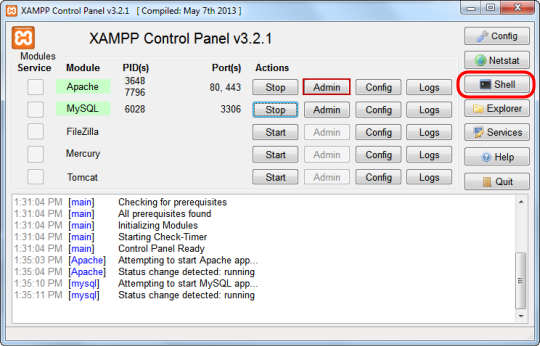 XAMPP Control Panel v3.2.1 [ Compiled: May 7th 2013 ]
XAMPP Control Panel v3.2.1
Config
Modules
Service Module PID(s) Port(s) Actions
Netstat
Apache 3648 7796 80, 443 Stop Admin Config Logs
Shell
MySQL 6028 3306 Stop Admin Config Logs
Explorer
FileZilla Start Admin Config Logs
Services
Mercury Start Admin Config Logs
Help
Tomcat Start Admin Config Logs
Quit
1:31:04 PM [main] Checking for prerequisites
1:31:04 PM [main] All prerequisites found
1:31:04 PM [main] Initializing Modules
1:31:04 PM [main] Starting Check-Timer
1:31:04 PM [main] Control Panel Ready
1:35:03 PM [Apache] Attempting to start Apache app...
1:35:04 PM [Apache] Status change detected: running
1:35:10 PM [mysql] Attempting to start MySQL app...
1:35:11 PM [mysql] Status change detected: running